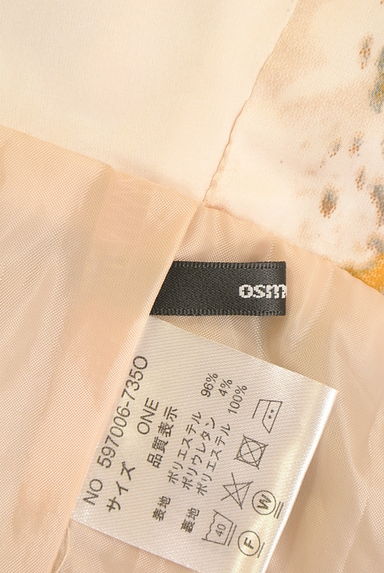 osm
NO 597006-7350
サイズ ONE
品質表示
表地 ポリエステル 96%
ポリウレタン 4%
裏地 ポリエステル 100%
40
F
W